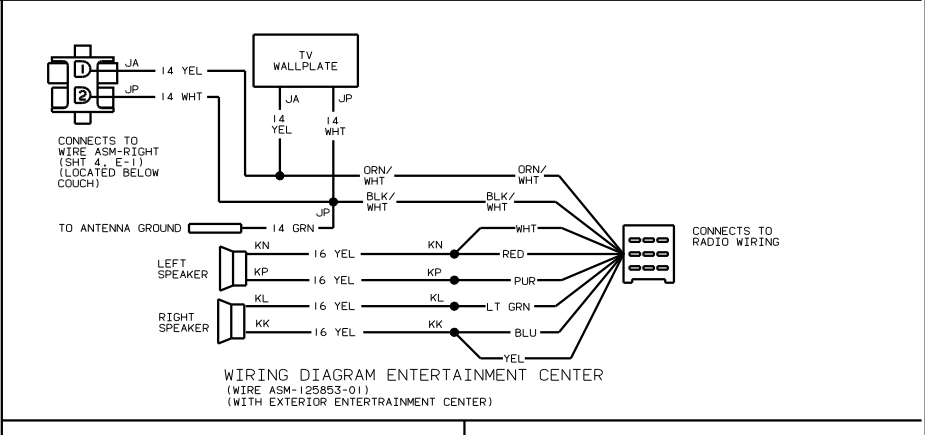 TV
WALLPLATE
1
JA
14 YEL
2
JP
14 WHT
JA
JP
14
YEL
14
WHT
CONNECTS TO
WIRE ASM-RIGHT
(SHT 4, E-1)
(LOCATED BELOW
COUCH)
ORN/
WHT
ORN/
WHT
BLK/
WHT
BLK/
WHT
JP
TO ANTENNA GROUND
14 GRN
WHT
CONNECTS TO
RADIO WIRING
LEFT
SPEAKER
KN
16 YEL
KN
RED
KP
16 YEL
KP
PUR
RIGHT
SPEAKER
KL
16 YEL
KL
LT GRN
KK
16 YEL
KK
BLU
YEL
WIRING DIAGRAM ENTERTAINMENT CENTER
(WIRE ASM-125853-01)
(WITH EXTERIOR ENTERTRAINMENT CENTER)